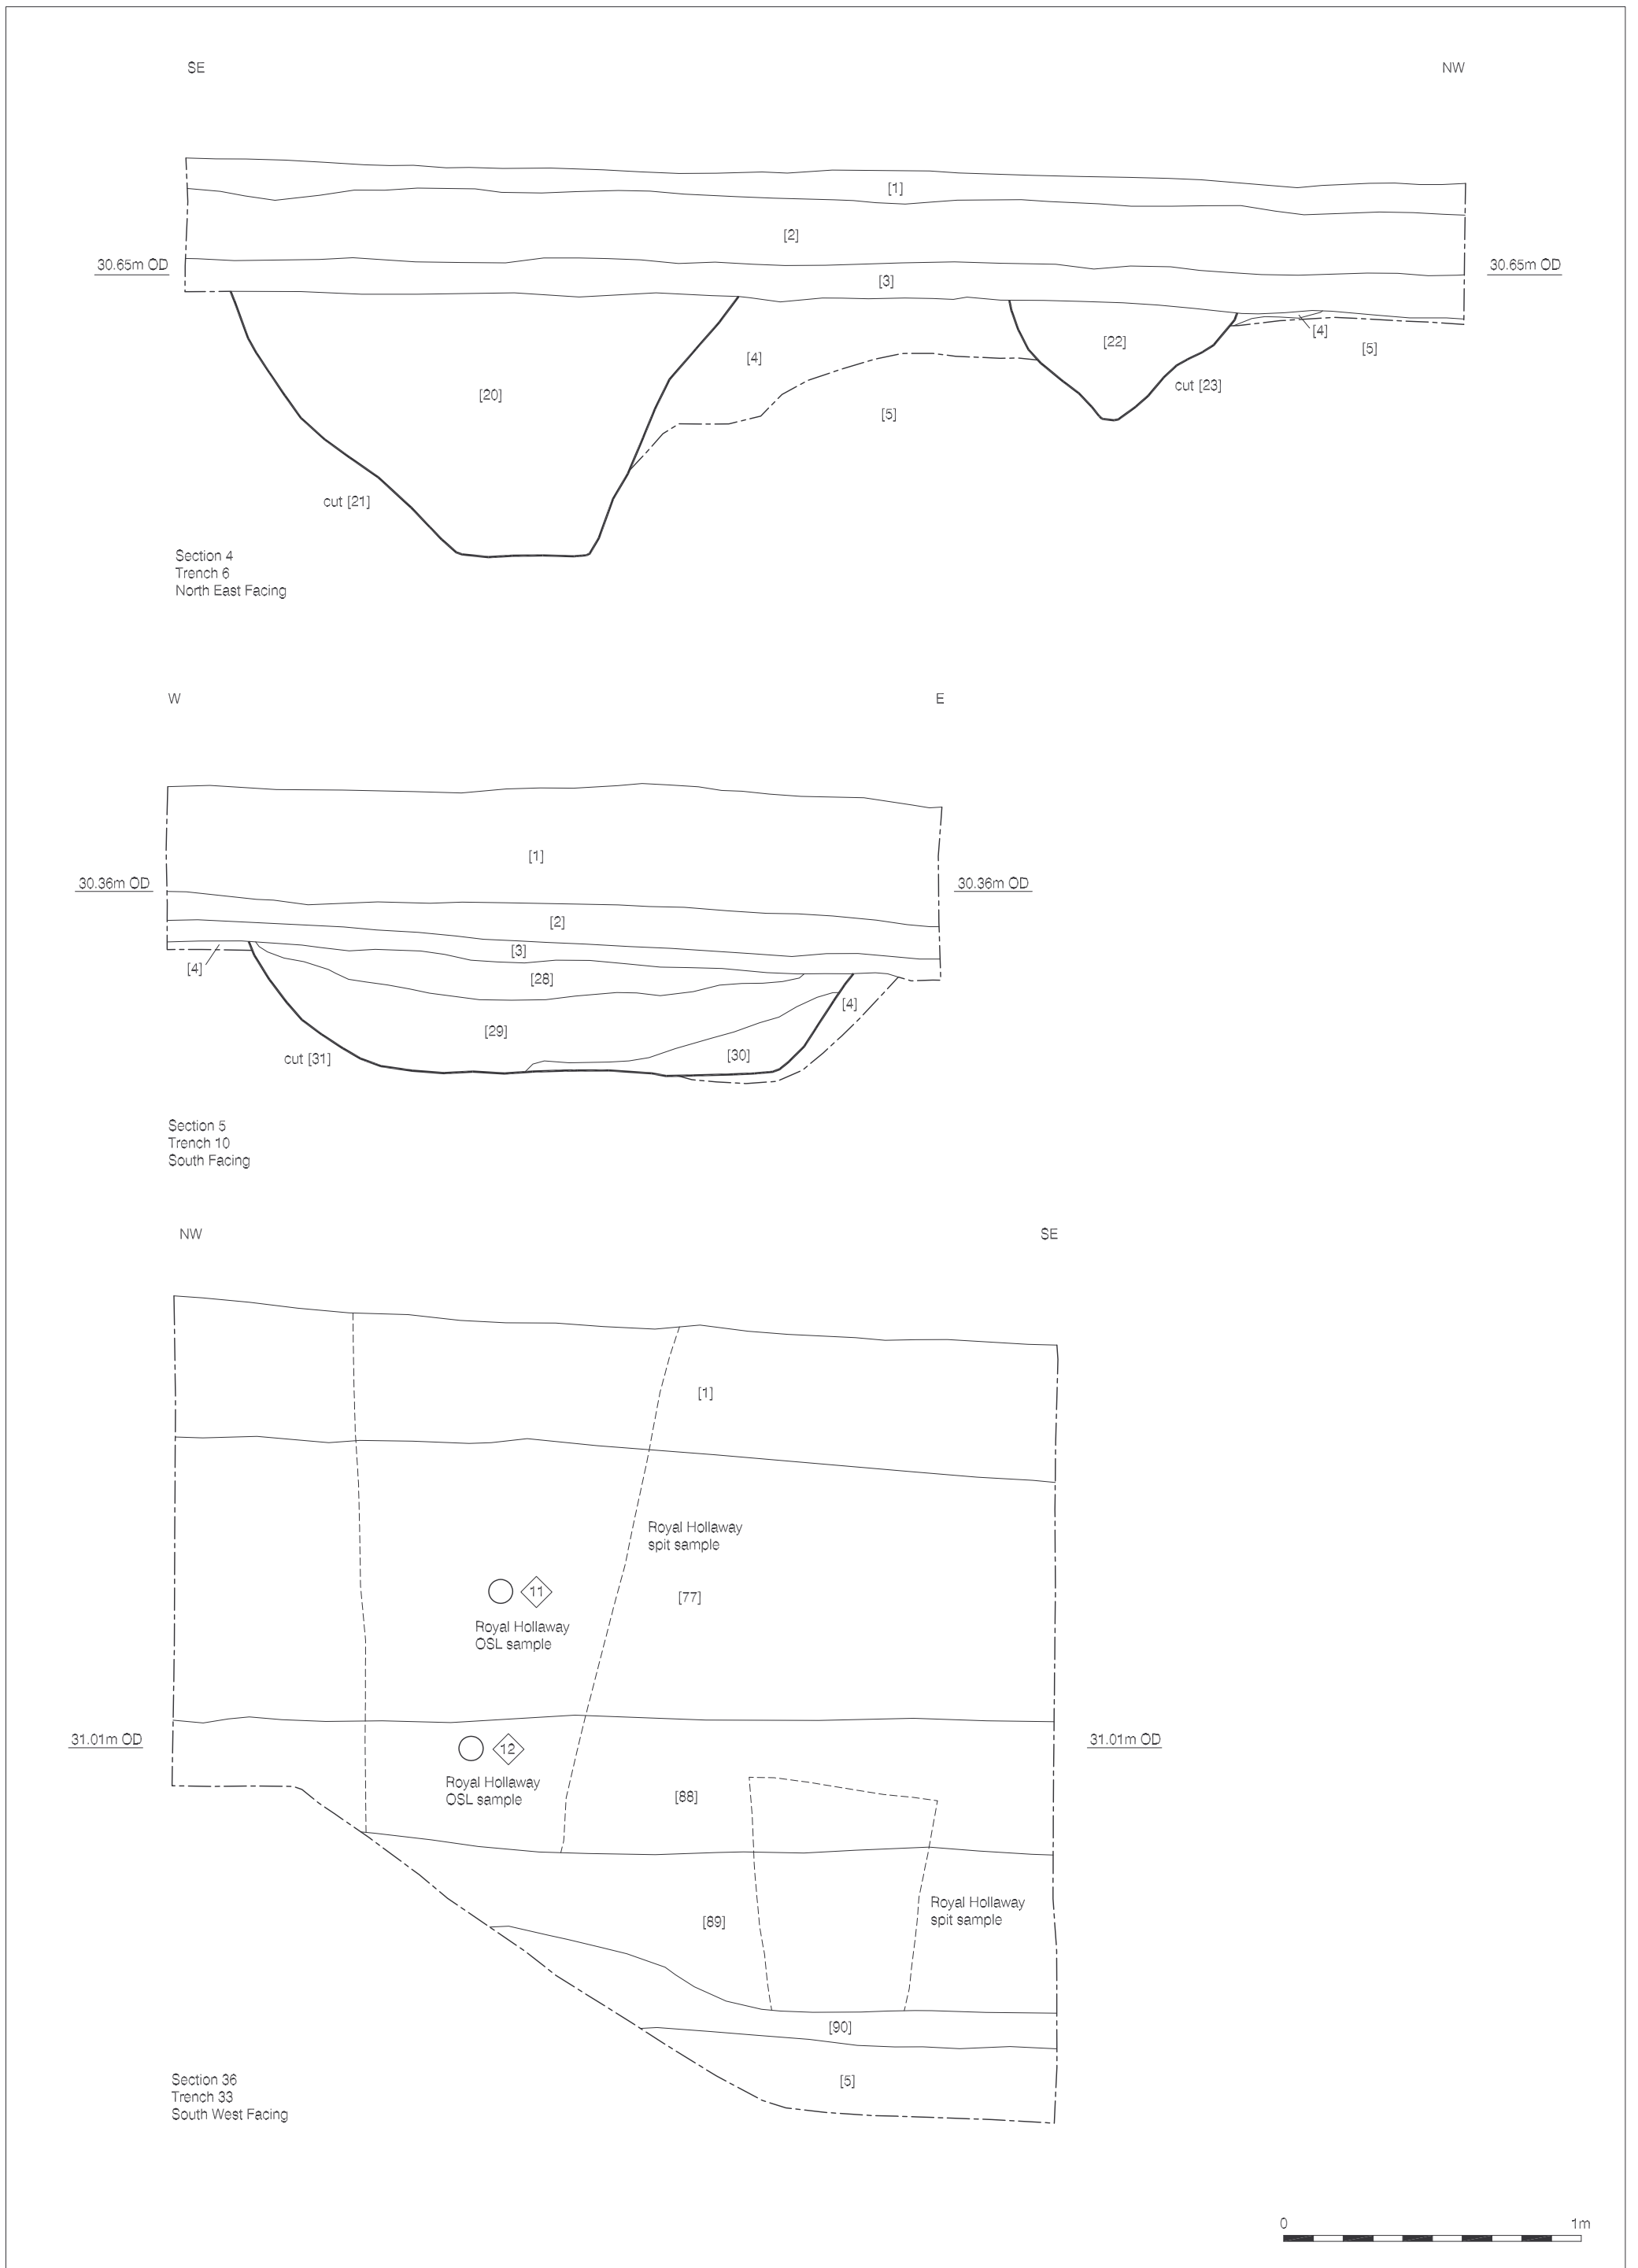 SE
NW
[1]
[2]
30.65m OD
30.65m OD
[3]
[4]
[22]
[4]
[5]
[20]
cut [23]
[5]
cut [21]
Section 4
Trench 6
North East Facing
W
E
[1]
30.36m OD
30.36m OD
[2]
[3]
[4]
[28]
[4]
[29]
[30]
cut [31]
Section 5
Trench 10
South Facing
NW
SE
[1]
Royal Hollaway
spit sample
11
[77]
Royal Hollaway
OSL sample
31.01m OD
31.01m OD
12
Royal Hollaway
OSL sample
[88]
Royal Hollaway
spit sample
[89]
[90]
[5]
Section 36
Trench 33
South West Facing
0
1m